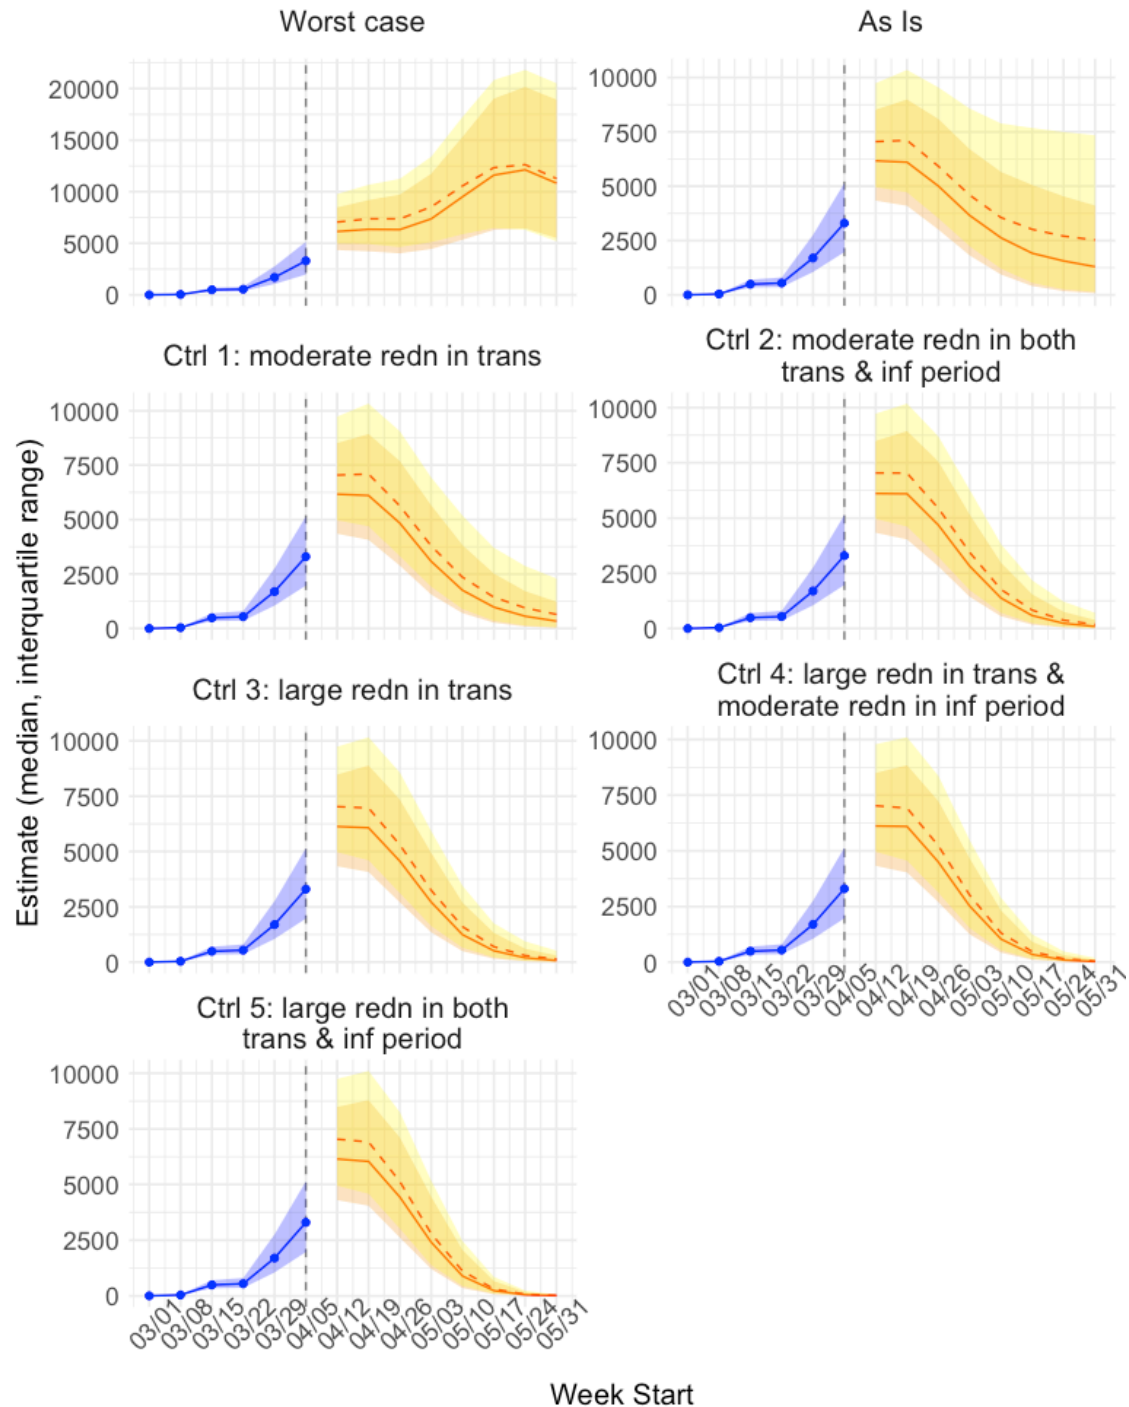 Worst case
As Is
20000
15000
10000
5000
0
10000
7500
5000
2500
0
Ctrl 1: moderate redn in trans
Ctrl 2: moderate redn in both
trans & inf period
10000
7500
5000
2500
0
10000
7500
5000
2500
0
Estimate (median, interquartile range)
Ctrl 3: large redn in trans
Ctrl 4: large redn in trans &
moderate redn in inf period
10000
7500
5000
2500
0
10000
7500
5000
2500
0
03/01 03/08 03/15 03/22 03/29 04/05 04/12 04/19 04/26 05/03 05/10 05/17 05/24 05/31
Ctrl 5: large redn in both
trans & inf period
10000
7500
5000
2500
0
03/01 03/08 03/15 03/22 03/29 04/05 04/12 04/19 04/26 05/03 05/10 05/17 05/24 05/31
Week Start